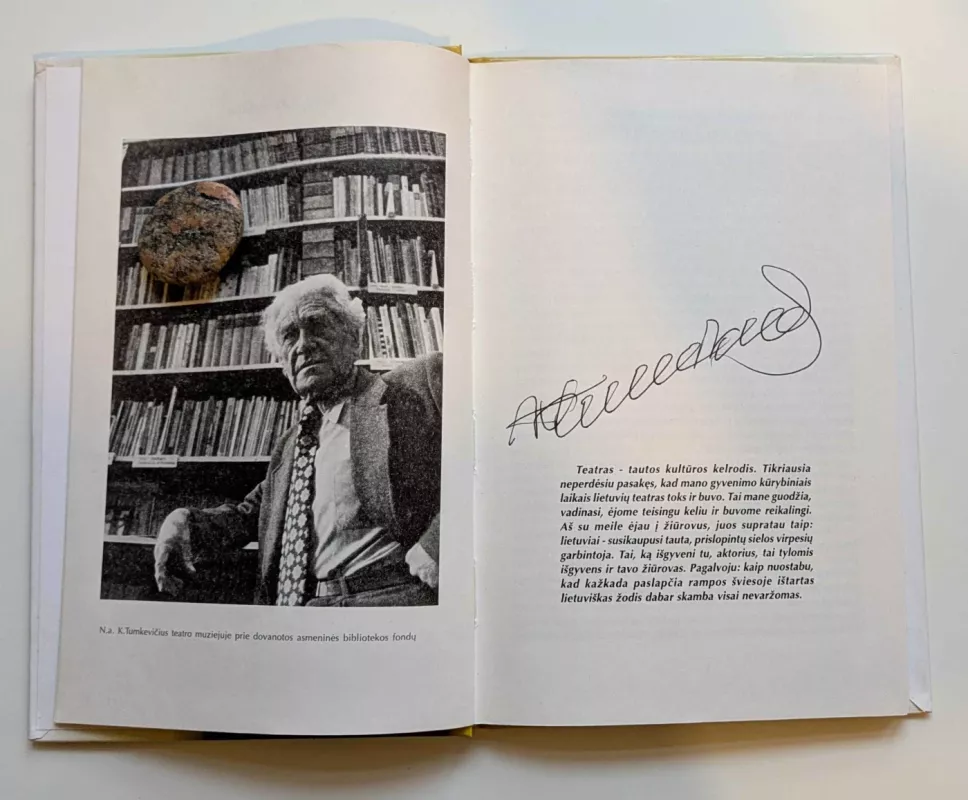 N.a. K.Tumkevičius teatro muziejuje prie dovanotos asmeninės bibliotekos fondų
Teatras - tautos kultūros kelrodis. Tikriausia
neperdėsiu pasakęs, kad mano gyvenimo kūrybiniais
laikais lietuvių teatras toks ir buvo. Tai mane guodžia,
vadinasi, ėjome teisingu keliu ir buvome reikalingi.
Aš su meile ėjau į žiūrovus, juos supratau taip:
lietuviai - susikaupusi tauta, prislopintų sielos virpesių
garbintoja. Tai, ką išgyveni tu, aktorius, tai tylomis
išgyvens ir tavo žiūrovas. Pagalvoju: kaip nuostabu,
kad kažkada paslapčia rampos šviesoje ištartas
lietuviškas žodis dabar skamba visai nevaržomas.